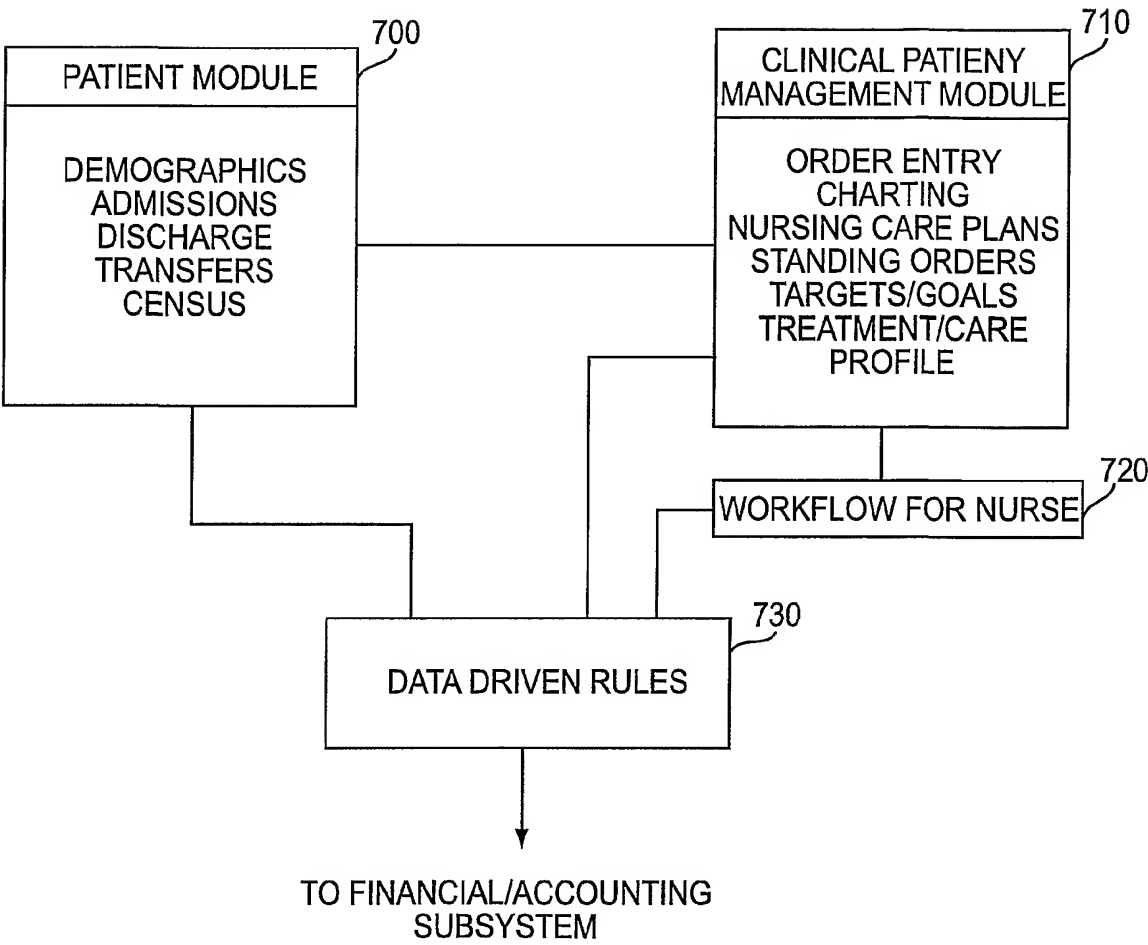 700
PATIENT MODULE
DEMOGRAPHICS
ADMISSIONS
DISCHARGE
TRANSFERS
CENSUS
710
CLINICAL PATIENY
MANAGEMENT MODULE
ORDER ENTRY
CHARTING
NURSING CARE PLANS
STANDING ORDERS
TARGETS/GOALS
TREATMENT/CARE
PROFILE
720
WORKFLOW FOR NURSE
730
DATA DRIVEN RULES
TO FINANCIAL/ACCOUNTING
SUBSYSTEM